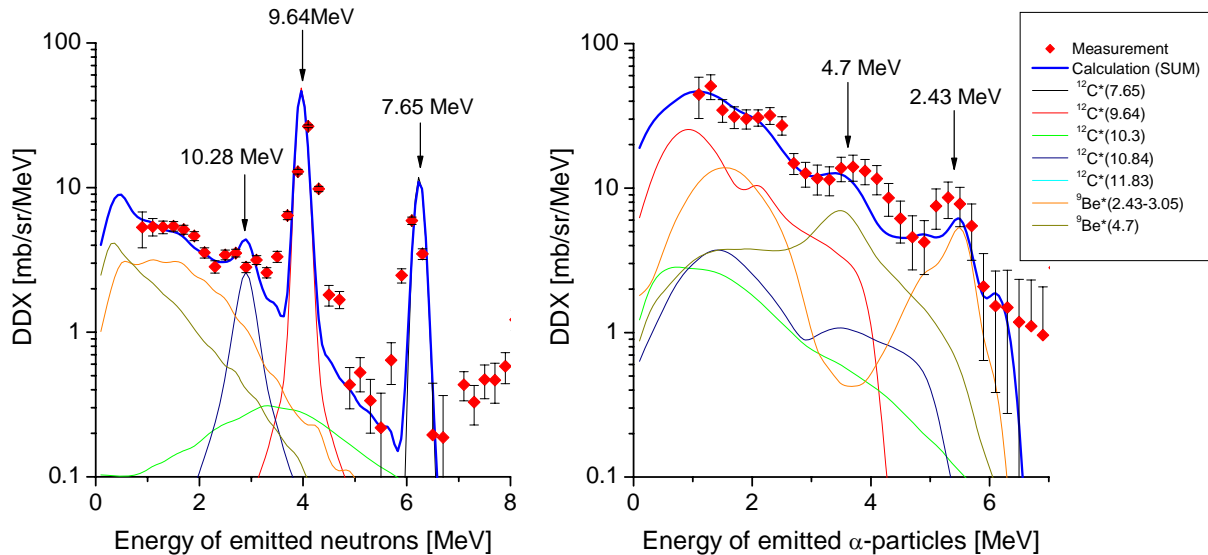 9.64MeV
7.65 MeV
10.28 MeV
100
10
1
0.1
DDX [mb/sr/MeV]
0 2 4 6 8
Energy of emitted neutrons [MeV]
4.7 MeV
2.43 MeV
100
10
1
0.1
DDX [mb/sr/MeV]
0 2 4 6
Energy of emitted α-particles [MeV]
Measurement
Calculation (SUM)
¹²C*(7.65)
¹²C*(9.64)
¹²C*(10.3)
¹²C*(10.84)
¹²C*(11.83)
⁹Be*(2.43-3.05)
⁹Be*(4.7)